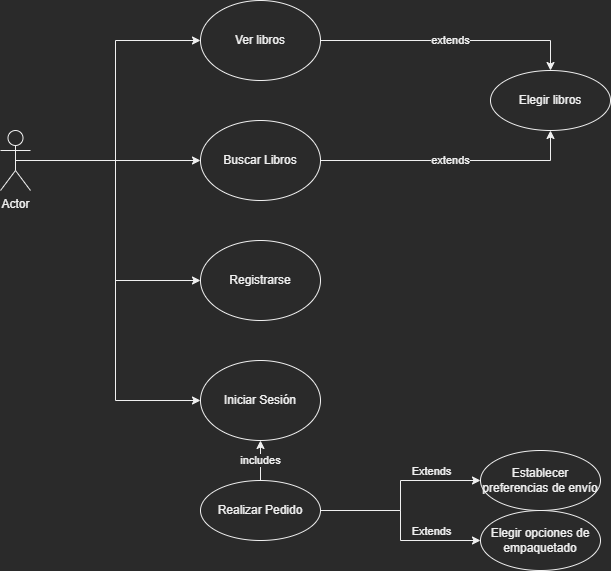 Ver libros
extends
Elegir libros
Actor
Buscar Libros
extends
Registrarse
Iniciar Sesión
includes
Realizar Pedido
Extends
Establecer
preferencias de envío
Extends
Elegir opciones de
empaquetado